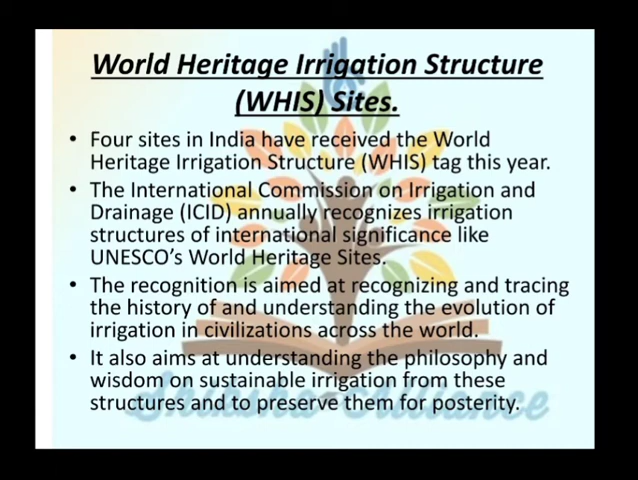 World Heritage Irrigation Structure
(WHIS) Sites.
• Four sites in India have received the World
Heritage Irrigation Structure (WHIS) tag this year.
• The International Commission on Irrigation and
Drainage (ICID) annually recognizes irrigation
structures of international significance like
UNESCO's World Heritage Sites.
• The recognition is aimed at recognizing and tracing
the history of and understanding the evolution of
irrigation in civilizations across the world.
• It also aims at understanding the philosophy and
wisdom on sustainable irrigation from these
structures and to preserve them for posterity.